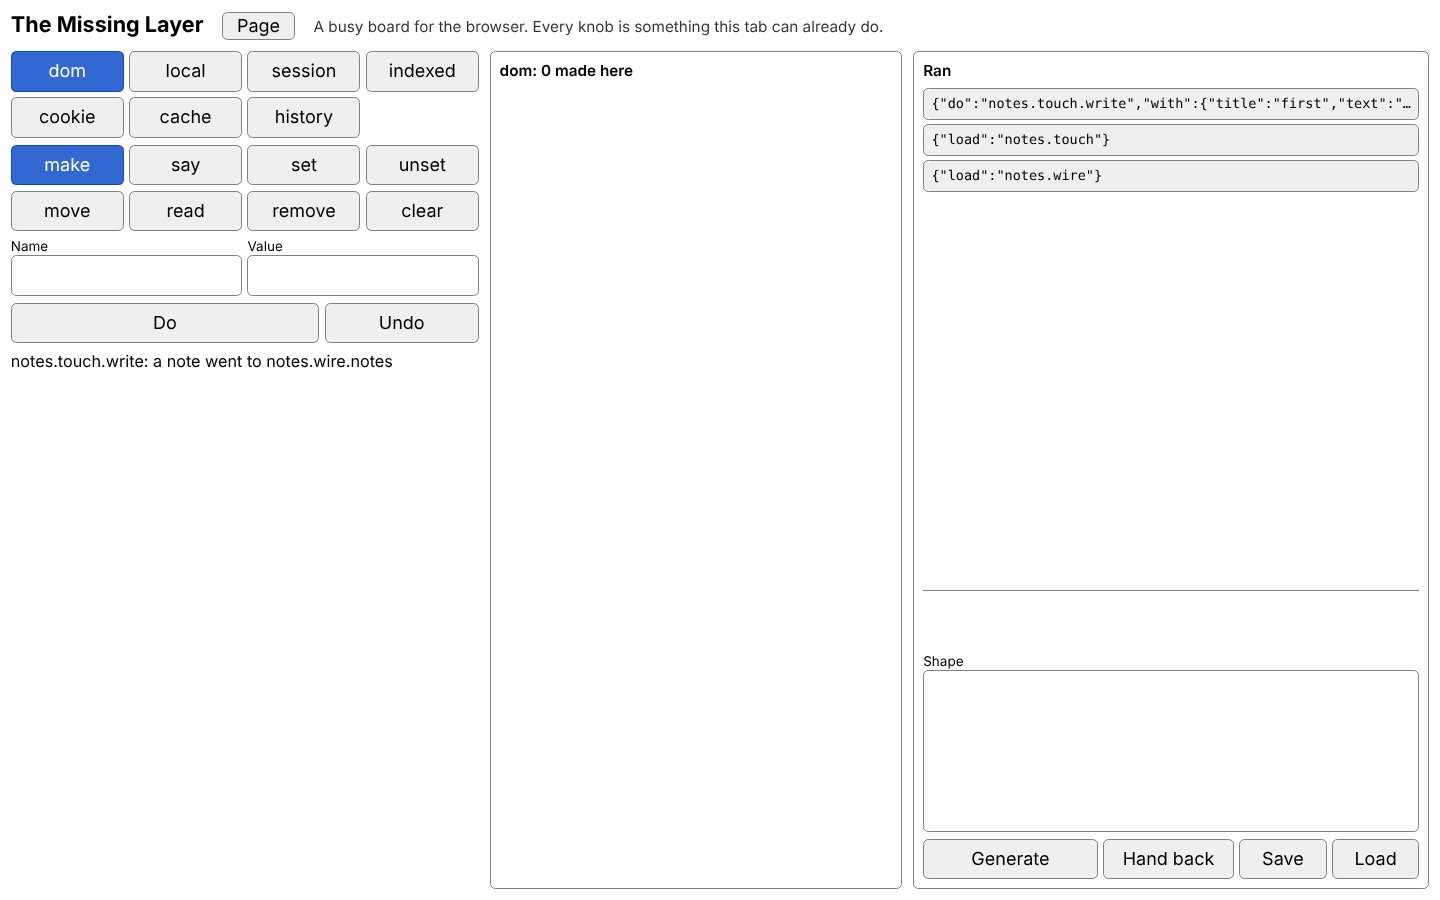 The Missing Layer
Page
A busy board for the browser. Every knob is something this tab can already do.
dom
local
session
indexed
cookie
cache
history
make
say
set
unset
move
read
remove
clear
Name
Value
Do
Undo
notes.touch.write: a note went to notes.wire.notes
dom: 0 made here
Ran
{"do":"notes.touch.write","with":{"title":"first","text":"…
{"load":"notes.touch"}
{"load":"notes.wire"}
Shape
Generate
Hand back
Save
Load